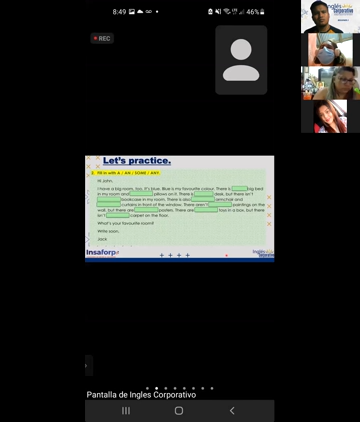 8:49
46%
REC
Let's practice.
1. Fill in with A / AN / SOME / ANY.
Hi John,
I have a big room, too. It's blue. Blue is my favourite colour. There is big bed
in my room and pillows on it. There is desk, but there isn't
bookcase in my room. There is also armchair and
curtains in front of the window. There aren't paintings on the
wall, but there are posters. There are toys in a box, but there
isn't carpet on the floor.
What's your favourite room?
Write soon,
Jack
Insaforp
Inglés
Corporativo
Pantalla de Ingles Corporativo